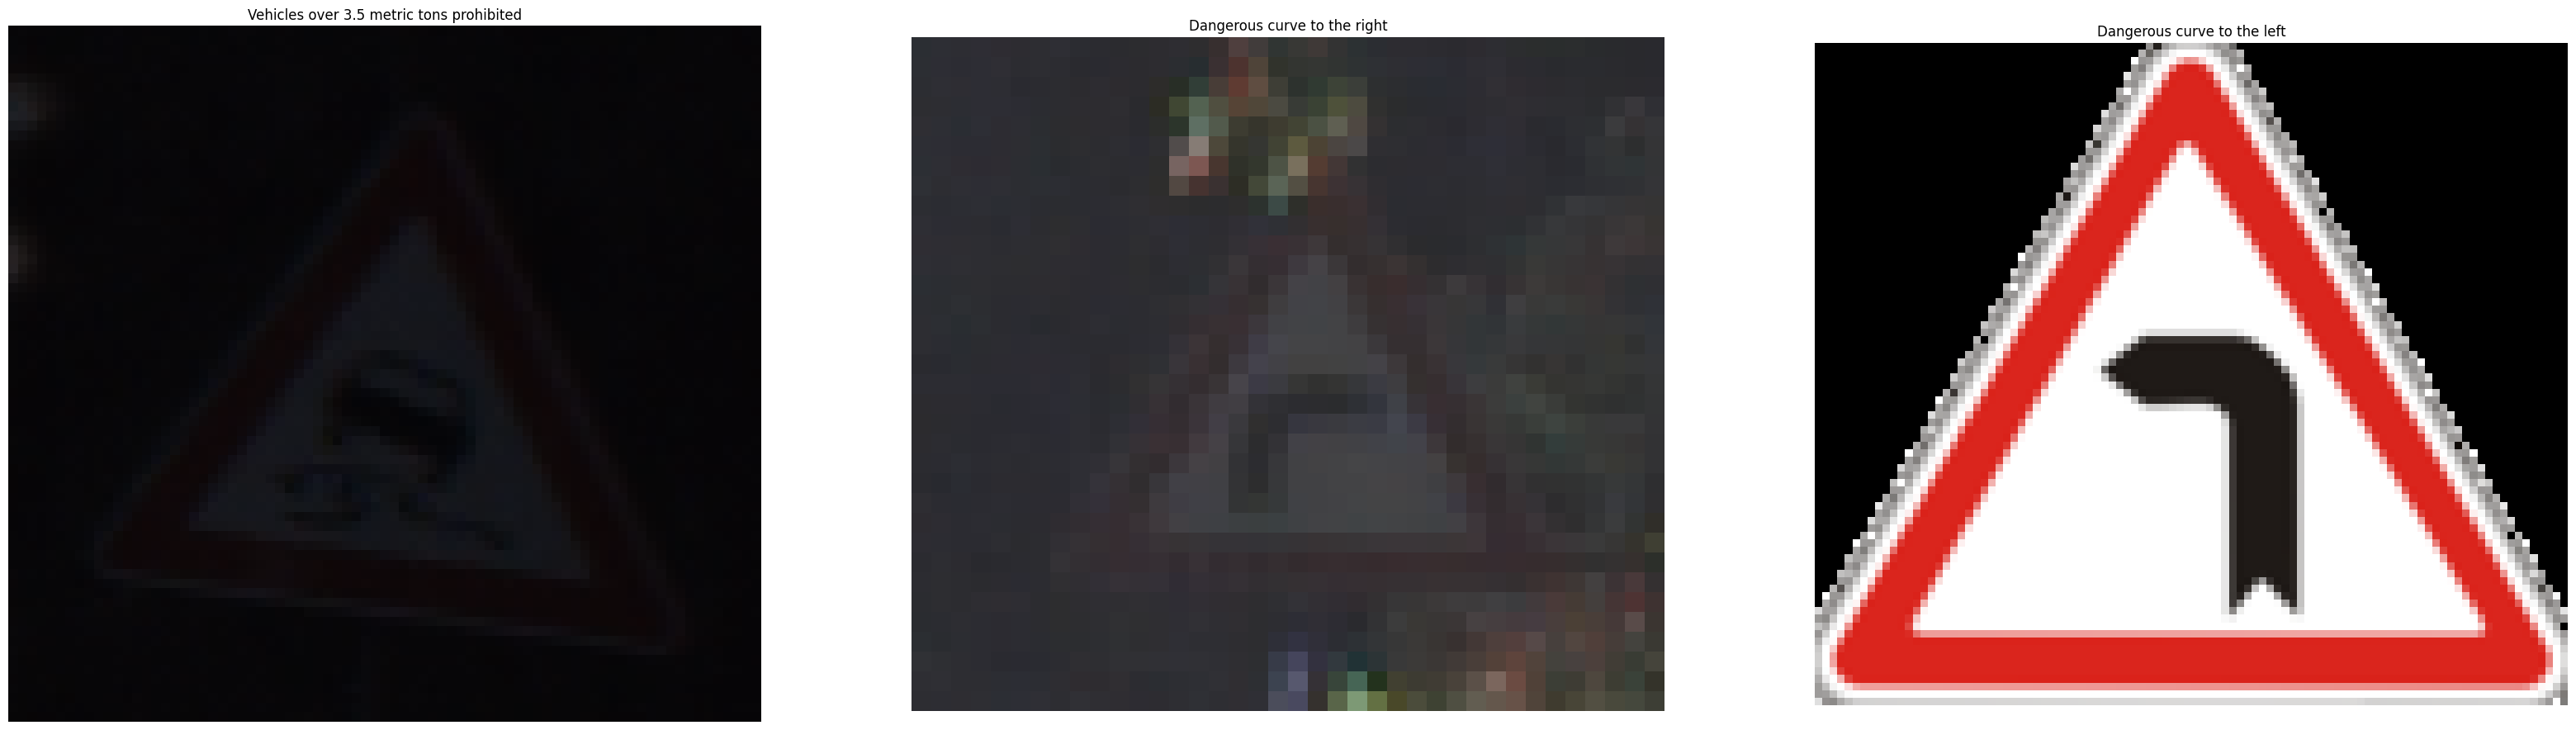 Vehicles over 3.5 metric tons prohibited
Dangerous curve to the right
Dangerous curve to the left